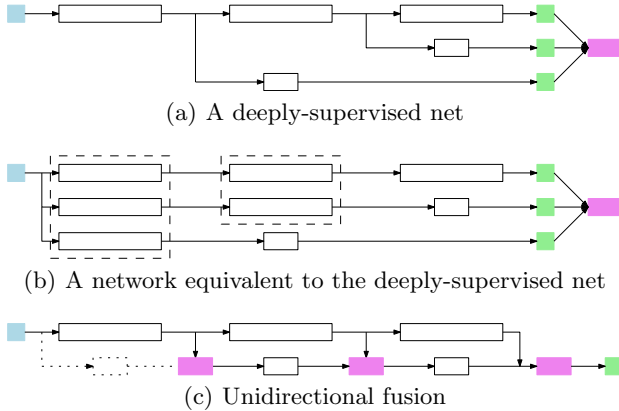 (a) A deeply-supervised net
(b) A network equivalent to the deeply-supervised net
(c) Unidirectional fusion